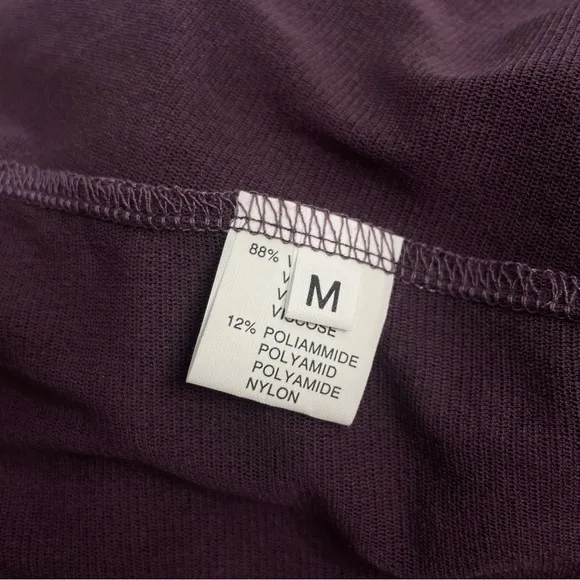 88% V
V
V
VISCOSE
M
12% POLIAMMIDE
POLYAMID
POLYAMIDE
NYLON